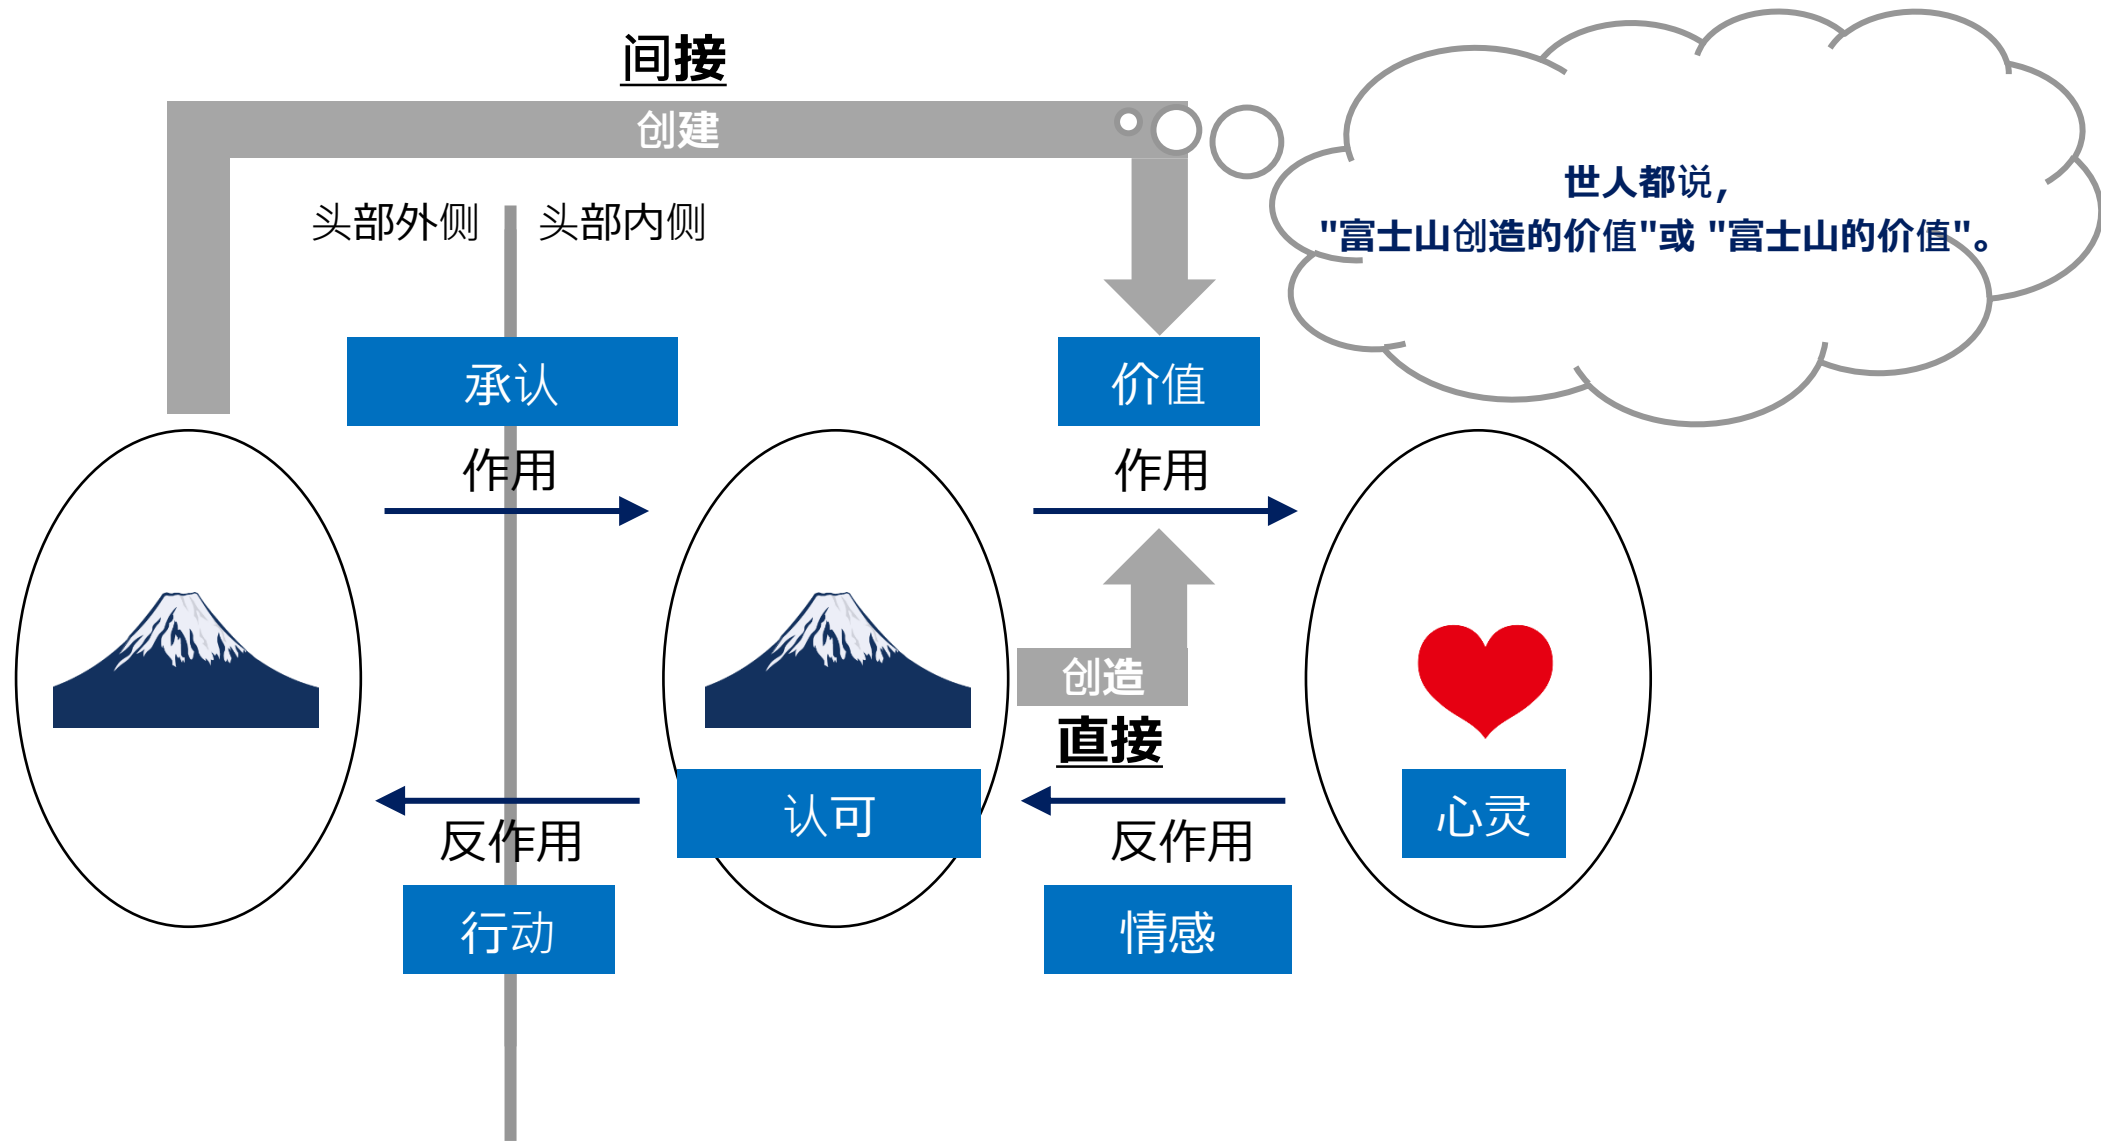 间接
创建
世人都说，
"富士山创造的价值"或 "富士山的价值"。
头部外侧
头部内侧
承认
价值
作用
作用
创造
直接
认可
心灵
反作用
反作用
行动
情感